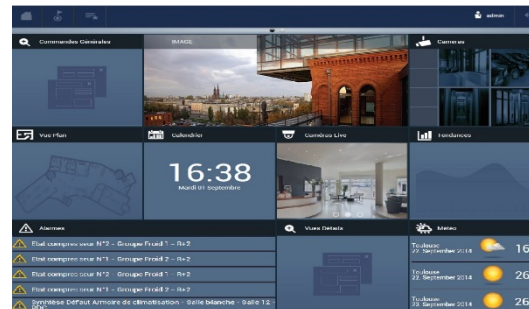 admin
Commandes Générales
IMAGE
Cameras
Vue Plan
Calendrier
Caméras Live
Tendances
16:38
Mardi 01 Septembre
Alarmes
Vues Détails
Météo
Etat compresseur N°2 - Groupe Froid 1 - R+2
Etat compresseur N°1 - Groupe Froid 2 - R+2
Etat compresseur N°2 - Groupe Froid 1 - R+2
Etat compresseur N°1 - Groupe Froid 2 - R+2
Synthèse Défaut Armoire de climatisation - Salle blanche - Salle 12 -
RDC
Toulouse
22. September 2014
16
Toulouse
22. September 2014
26
Toulouse
22. September 2014
26